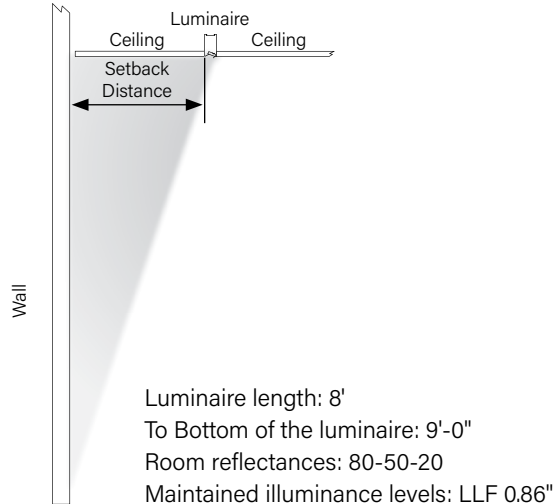 Luminaire
Ceiling
Ceiling
Setback
Distance
Wall
Luminaire length: 8'
To Bottom of the luminaire: 9'-0"
Room reflectances: 80-50-20
Maintained illuminance levels: LLF 0.86"